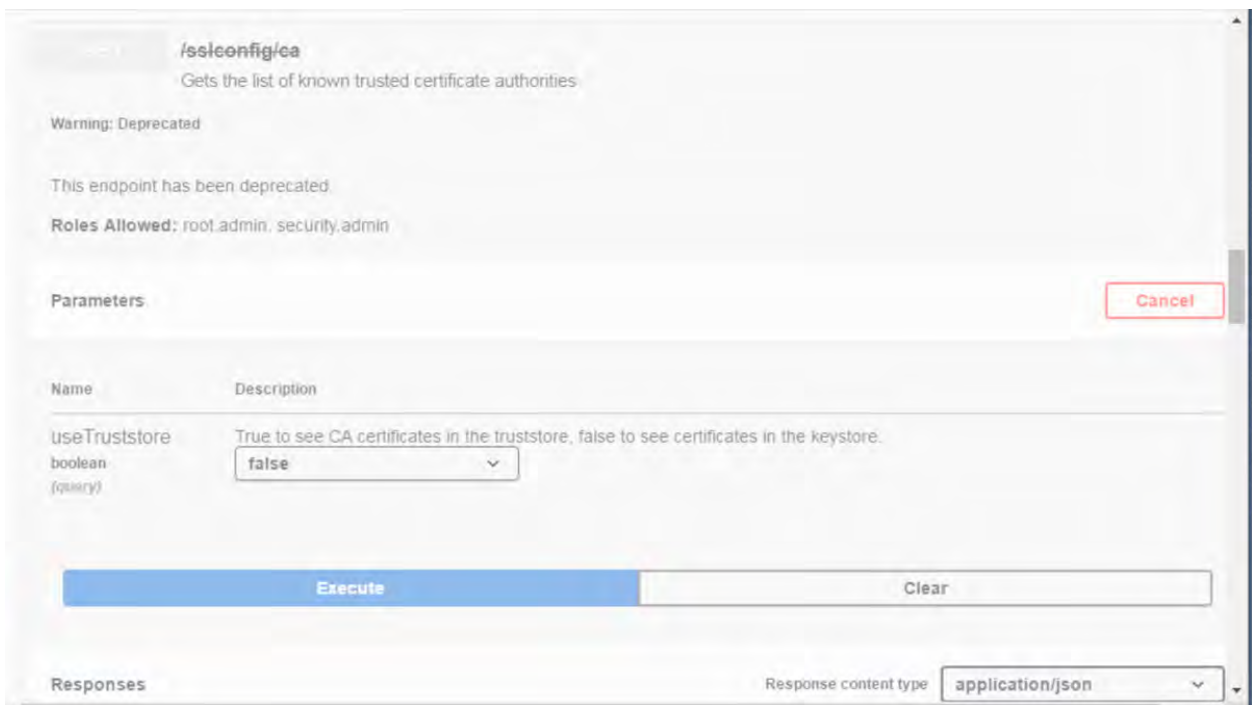 /sslconfig/ca
Gets the list of known trusted certificate authorities
Warning: Deprecated
This endpoint has been deprecated.
Roles Allowed: root.admin, security.admin
Parameters
Cancel
Name Description
useTruststore True to see CA certificates in the truststore, false to see certificates in the keystore.
boolean false
(query)
Execute Clear
Responses Response content type application/json